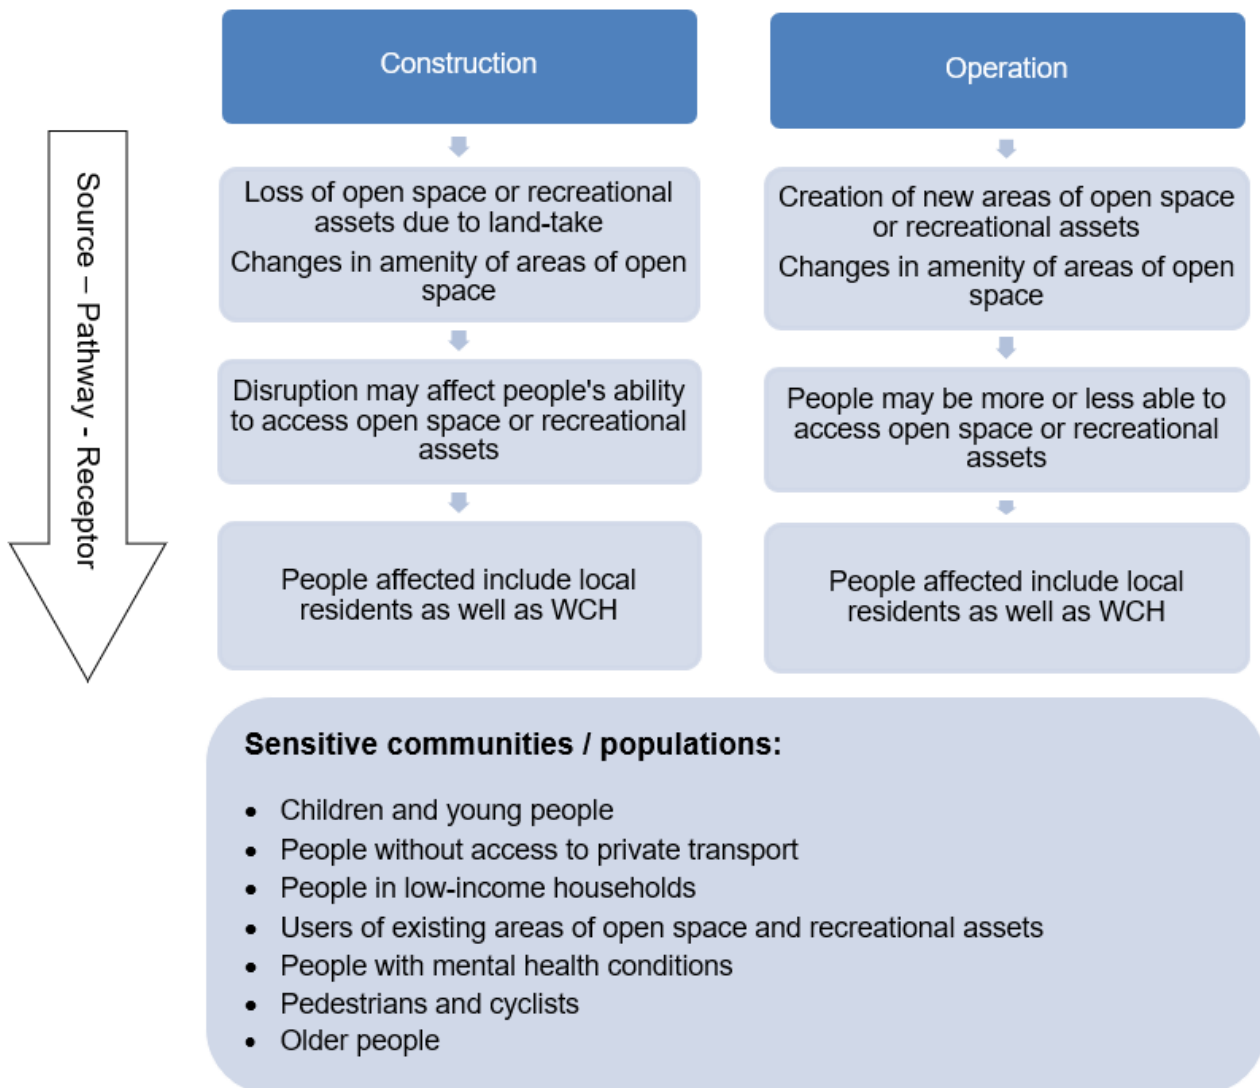 Construction
Operation
Source – Pathway - Receptor
Loss of open space or recreational
assets due to land-take
Changes in amenity of areas of open
space
Creation of new areas of open space
or recreational assets
Changes in amenity of areas of open
space
Disruption may affect people's ability
to access open space or recreational
assets
People may be more or less able to
access open space or recreational
assets
People affected include local
residents as well as WCH
People affected include local
residents as well as WCH
Sensitive communities / populations:
• Children and young people
• People without access to private transport
• People in low-income households
• Users of existing areas of open space and recreational assets
• People with mental health conditions
• Pedestrians and cyclists
• Older people